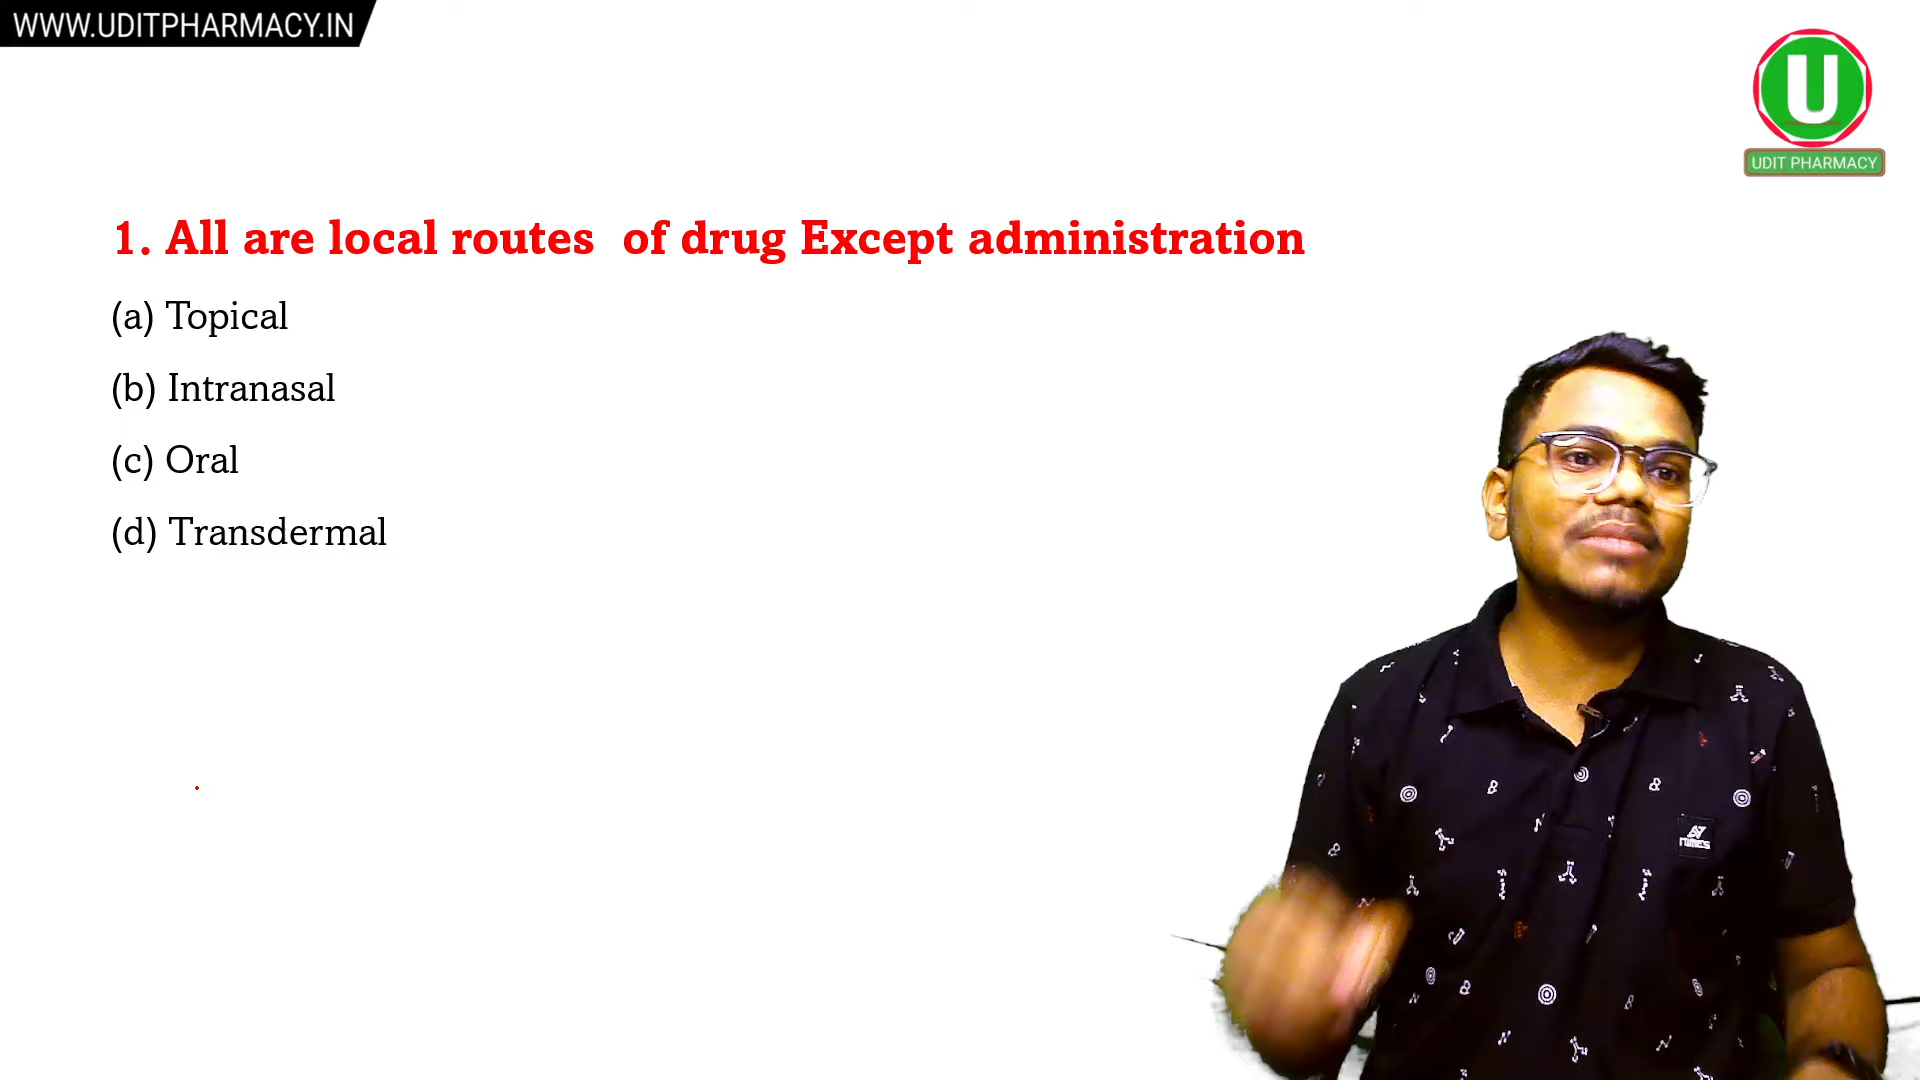 WWW.UDITPHARMACY.IN
U
UDIT PHARMACY
1. All are local routes of drug Except administration
(a) Topical
(b) Intranasal
(c) Oral
(d) Transdermal